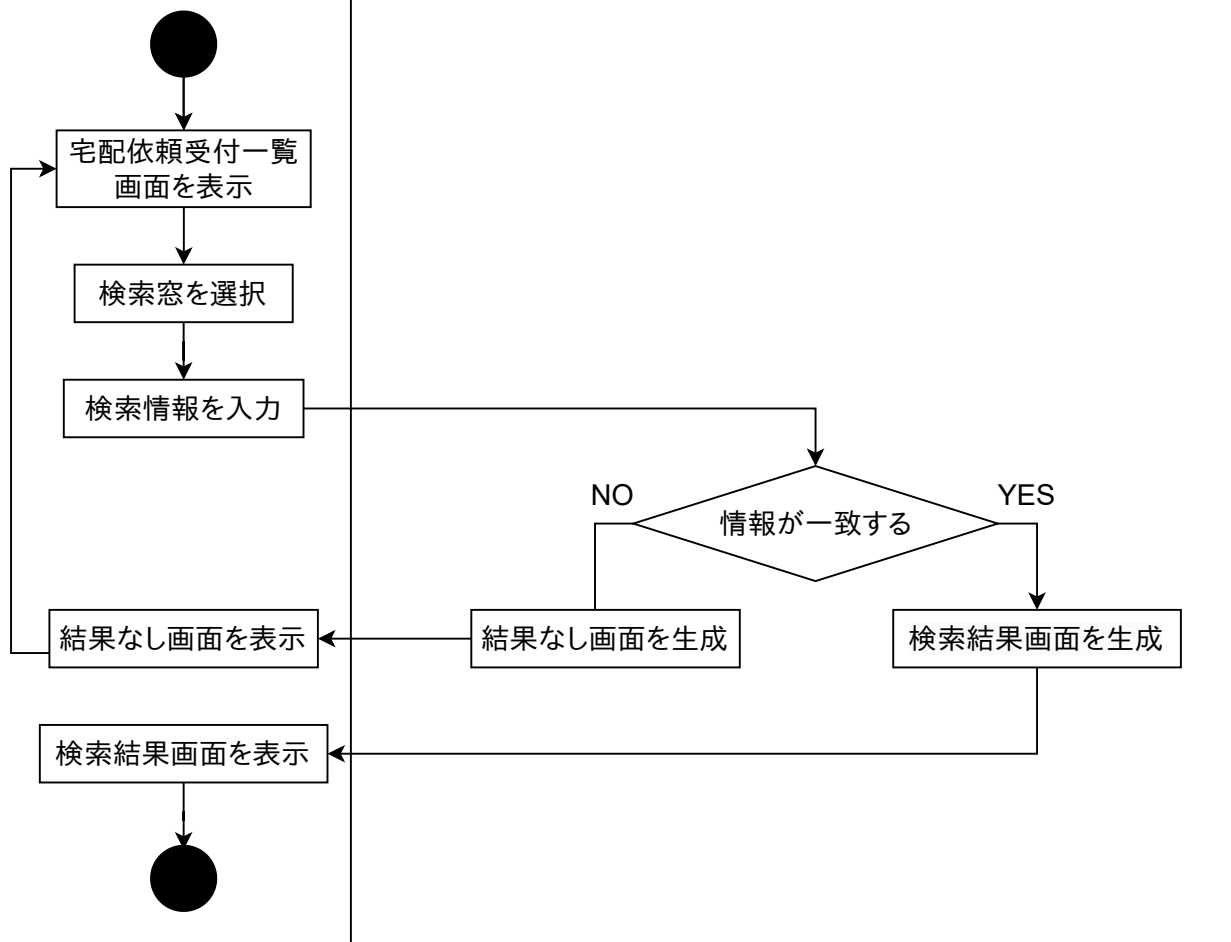 宅配依頼受付一覧
画面を表示
検索窓を選択
検索情報を入力
NO
YES
情報が一致する
結果なし画面を表示
結果なし画面を生成
検索結果画面を生成
検索結果画面を表示